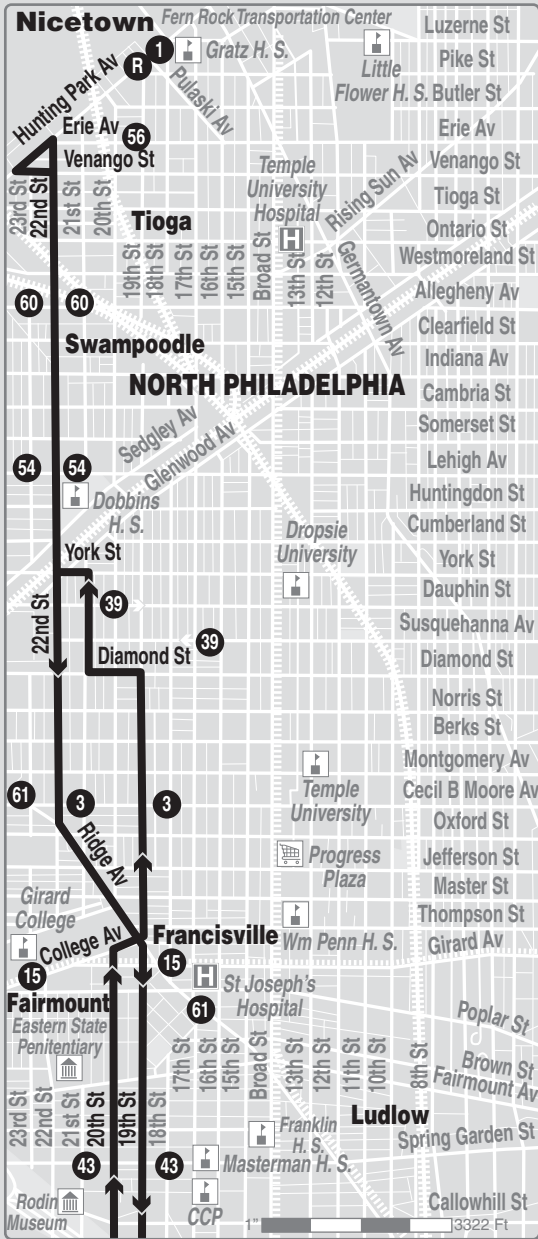 Nicetown
Fern Rock Transportation Center
Luzerne St
1
Gratz H. S.
Little
Flower H. S.
Pike St
R
Butler St
Hunting Park Av
Pulaski Av
Erie Av
56
Erie Av
Venango St
Venango St
23rd St
22nd St
21st St
20th St
Temple
University
Hospital
H
Rising Sun Av
Tioga St
Tioga
Ontario St
Westmoreland St
19th St
18th St
17th St
16th St
15th St
Broad St
13th St
12th St
Germantown Av
Allegheny Av
60
60
Clearfield St
Swampoodle
Indiana Av
NORTH PHILADELPHIA
Cambria St
Sedgley Av
Glenwood Av
Somerset St
54
54
Lehigh Av
Dobbins
H. S.
Huntingdon St
Cumberland St
Dropsie
University
York St
York St
Dauphin St
39
22nd St
39
Susquehanna Av
Diamond St
Diamond St
Norris St
Berks St
Montgomery Av
61
3
3
Temple
University
Cecil B Moore Av
Oxford St
Ridge Av
Progress
Plaza
Jefferson St
Master St
Girard
College
Thompson St
College Av
Francisville
Wm Penn H. S.
Girard Av
15
15
H
St Joseph's
Hospital
Fairmount
61
Eastern State
Penitentiary
Poplar St
23rd St
22nd St
21st St
20th St
19th St
18th St
17th St
16th St
15th St
Broad St
13th St
12th St
11th St
10th St
8th St
Brown St
Fairmount Av
Ludlow
Franklin
H. S.
Spring Garden St
43
43
Masterman H. S.
Rodin
Museum
CCP
Callowhill St
1"
3322 Ft